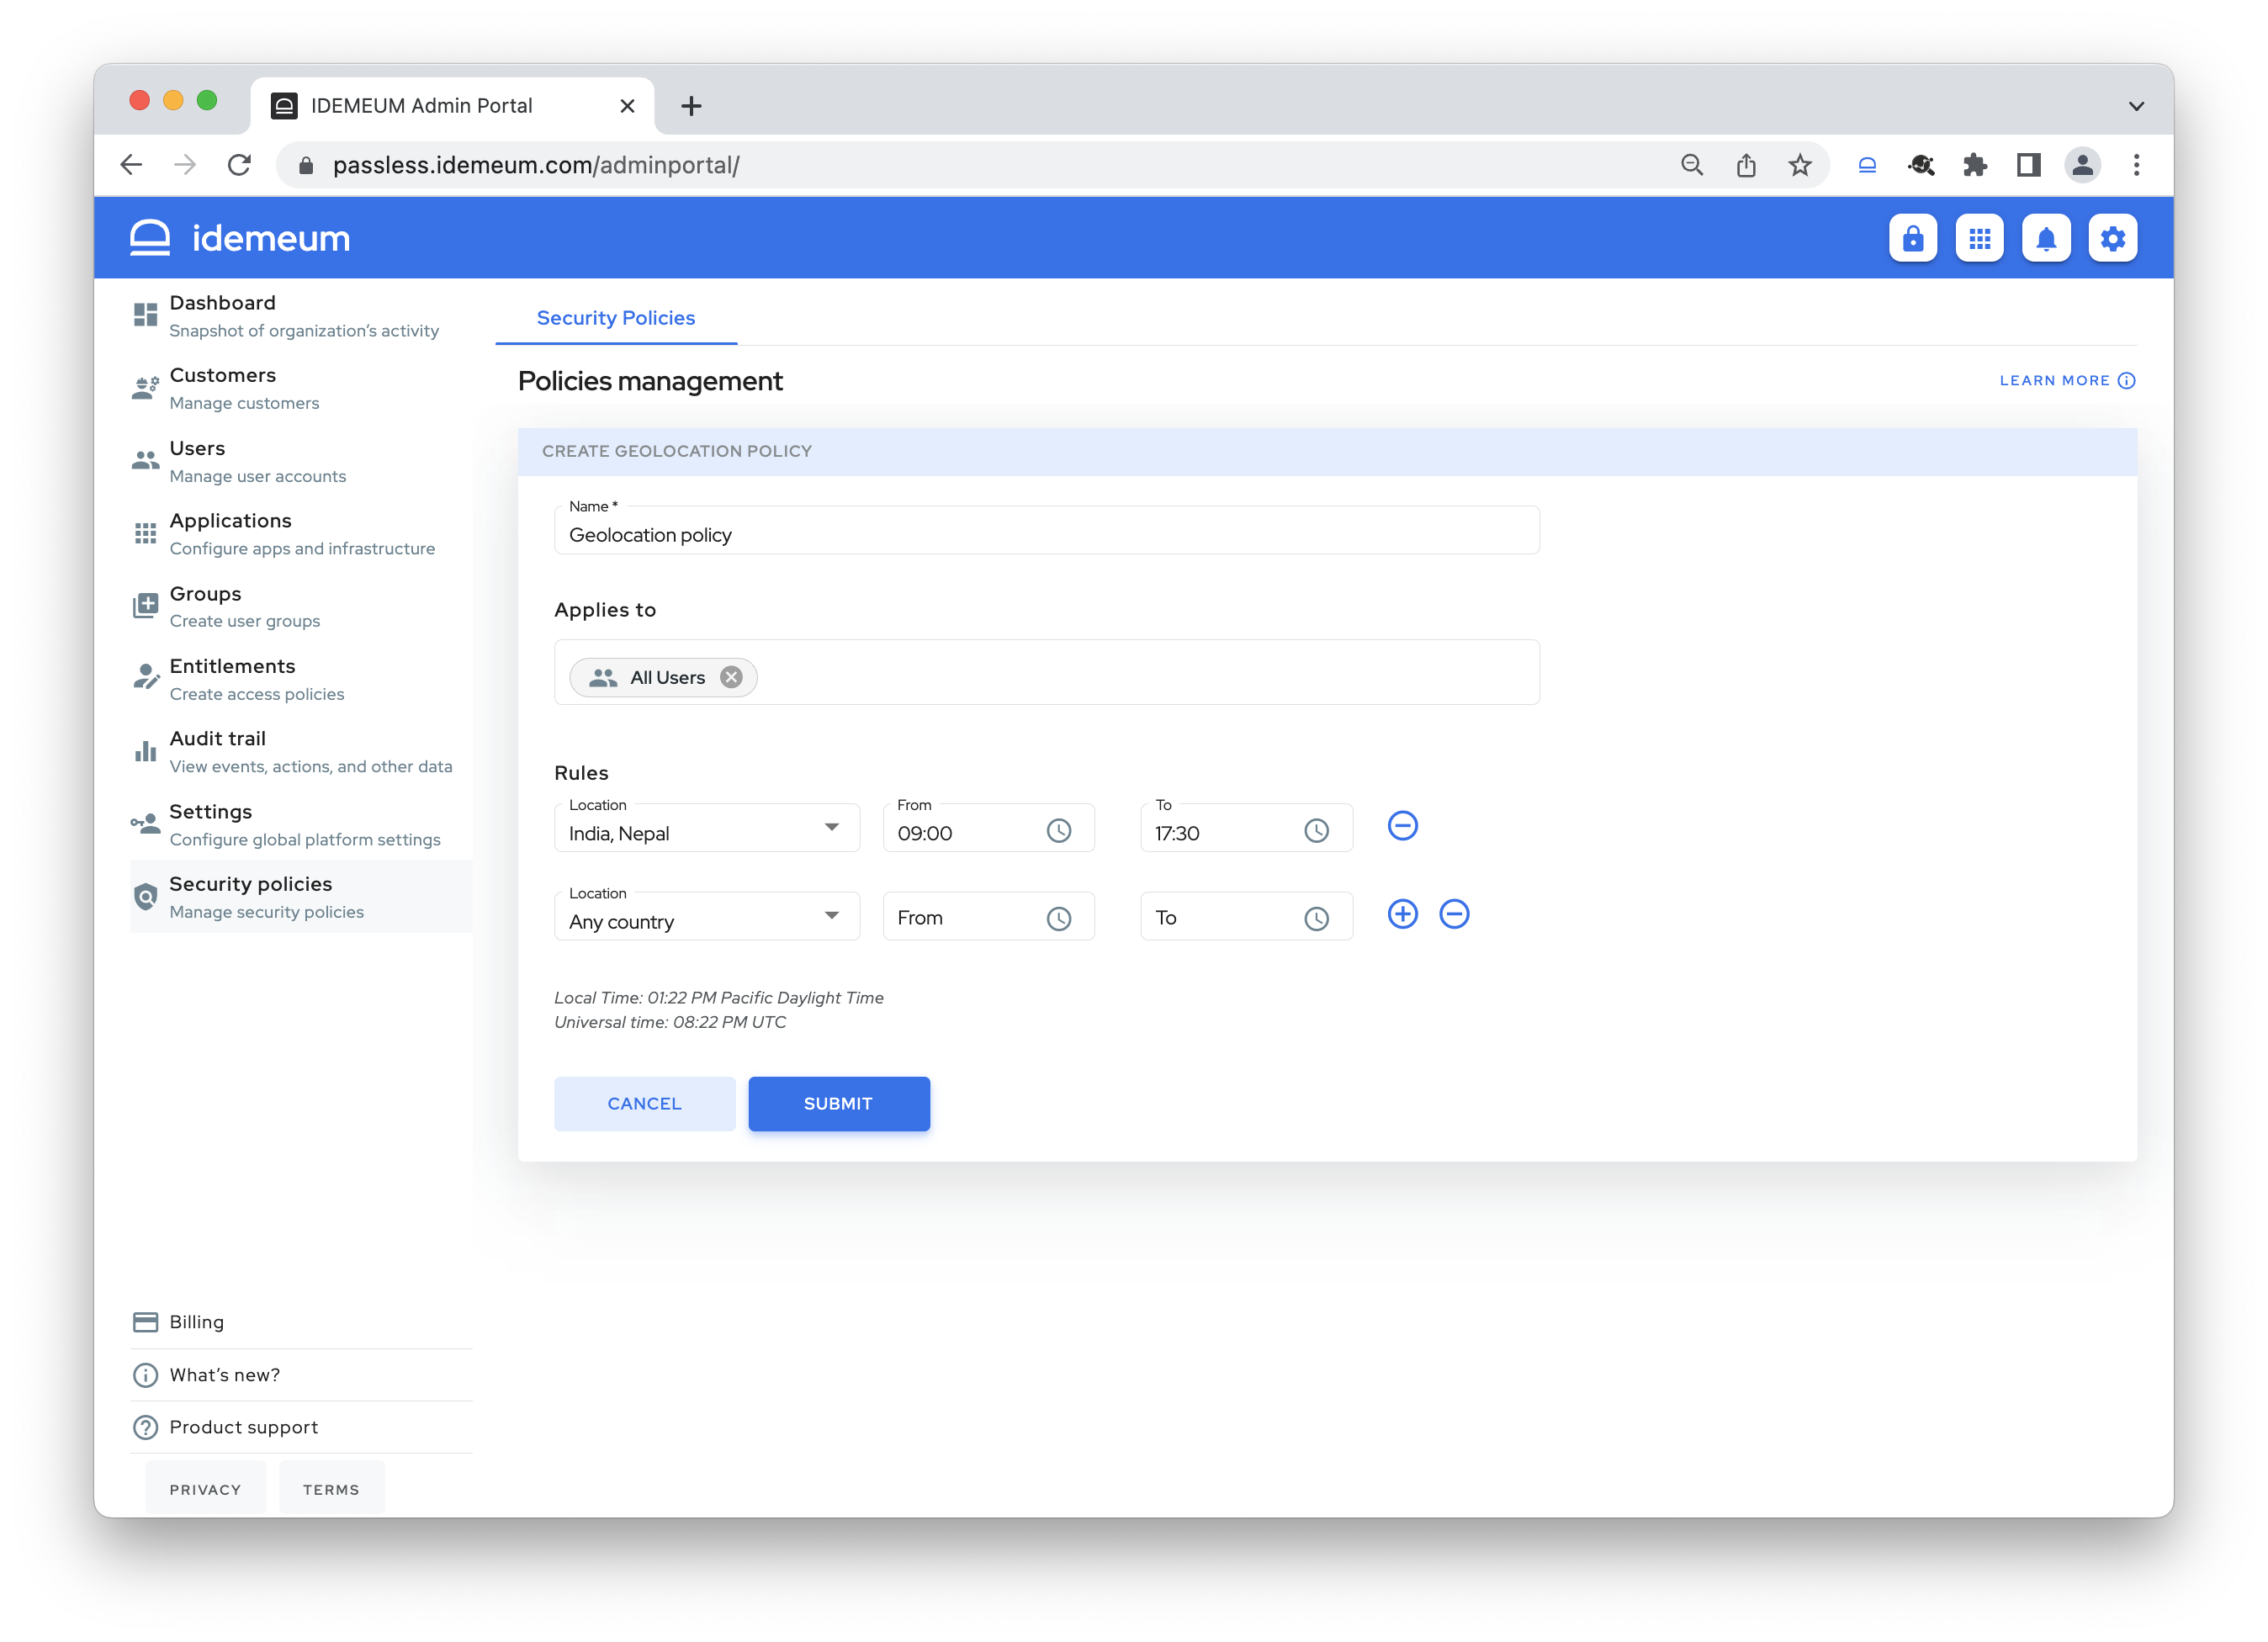 IDEMEUM Admin Portal
passless.idemeum.com/adminportal/
idemeum
Dashboard
Snapshot of organization's activity
Customers
Manage customers
Users
Manage user accounts
Applications
Configure apps and infrastructure
Groups
Create user groups
Entitlements
Create access policies
Audit trail
View events, actions, and other data
Settings
Configure global platform settings
Security policies
Manage security policies
Billing
What's new?
Product support
PRIVACY TERMS
Security Policies
Policies management
LEARN MORE
CREATE GEOLOCATION POLICY
Name *
Geolocation policy
Applies to
All Users
Rules
Location From To
India, Nepal 09:00 17:30
Location
Any country From To
Local Time: 01:22 PM Pacific Daylight Time
Universal time: 08:22 PM UTC
CANCEL SUBMIT